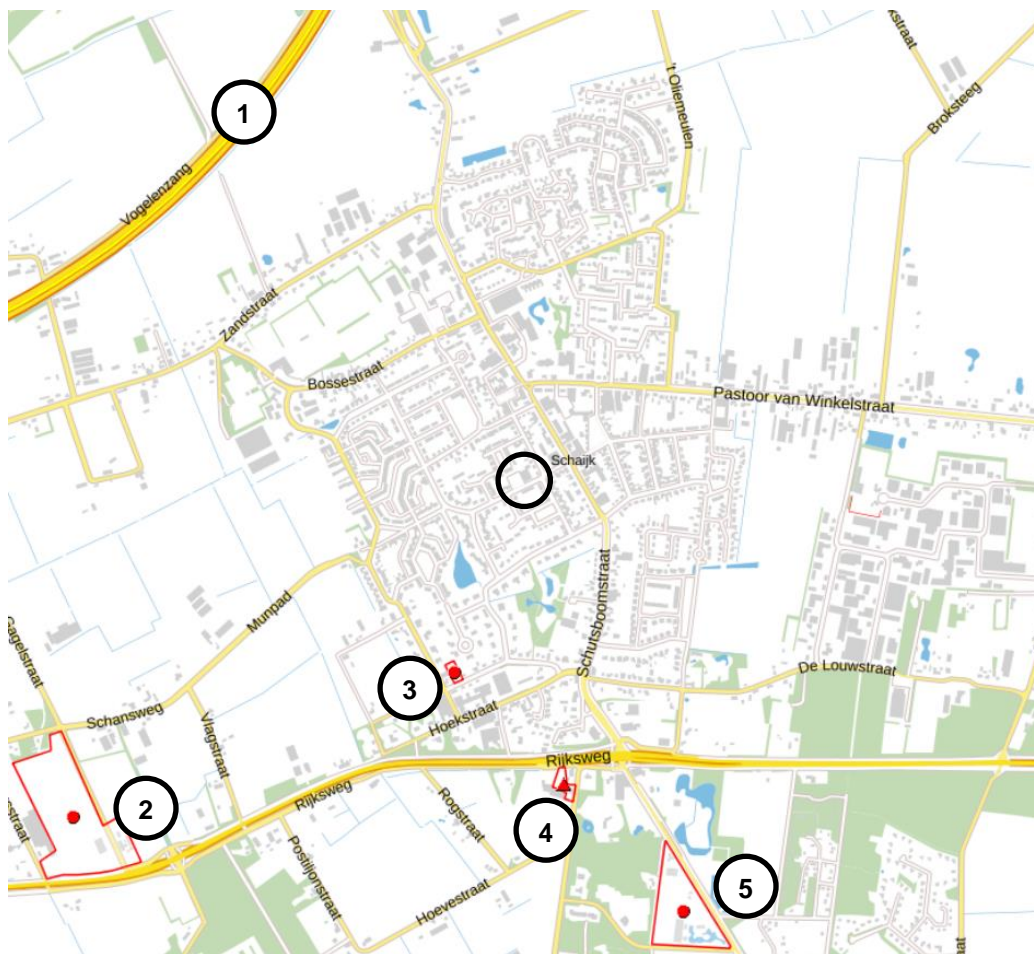 't Oliemeulen
Broksteeg
1
Vogelenzang
Zandstraat
Bossestraat
Pastoor van Winkelstraat
Schaijk
Munpad
Schutsboomstraat
De Louwstraat
3
Schansweg
Vlagstraat
Hoekstraat
Rijksweg
Rijksweg
2
Rogstraat
4
Postiljonstraat
Hoevestraat
5